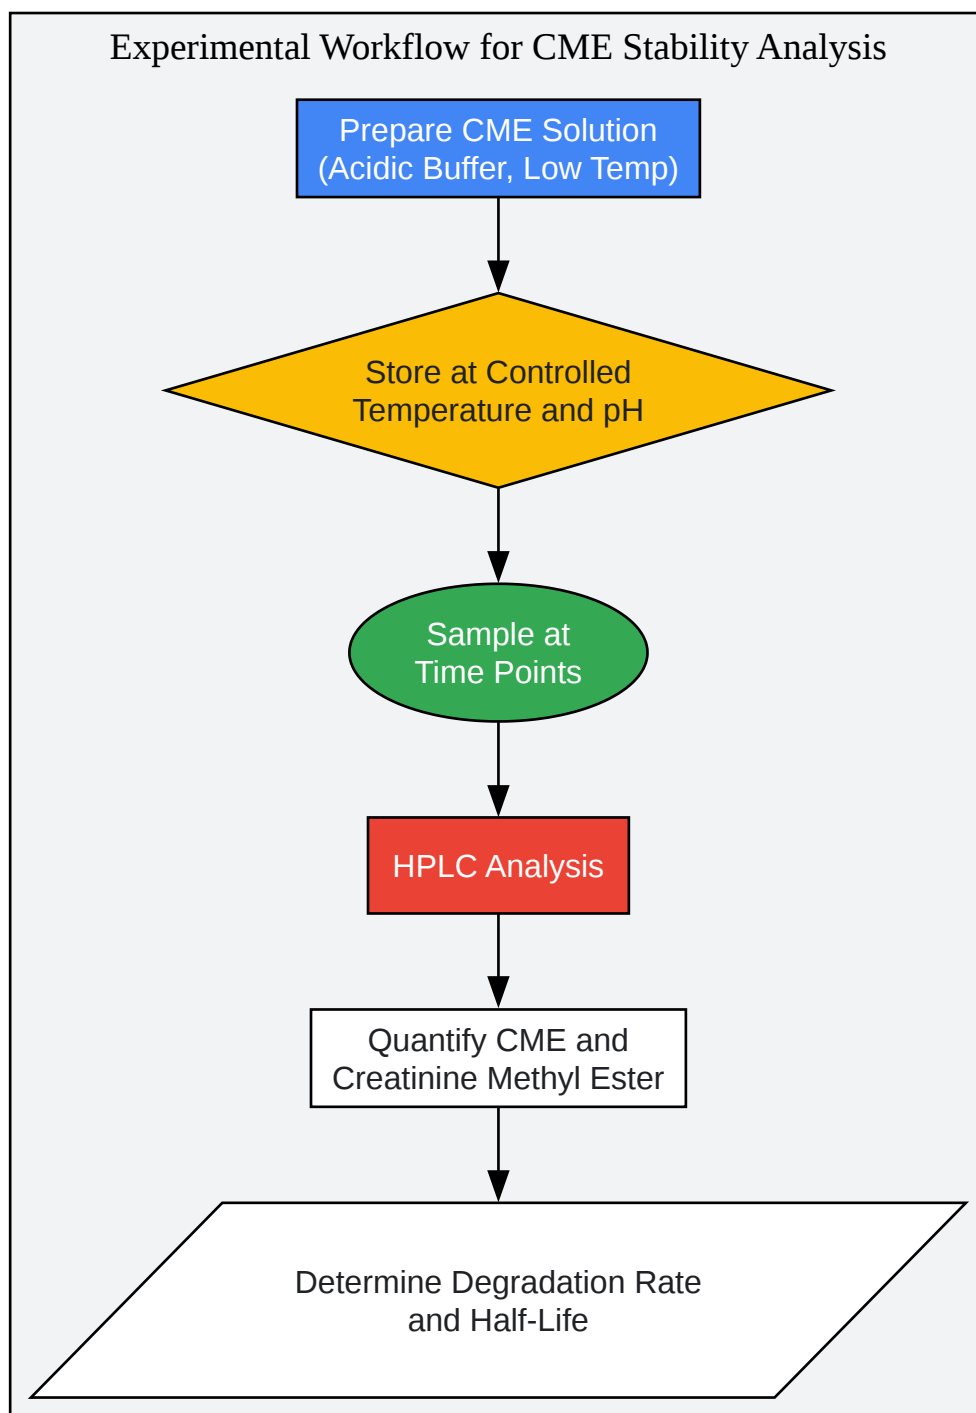 Experimental Workflow for CME Stability Analysis
Prepare CME Solution
(Acidic Buffer, Low Temp)
Store at Controlled
Temperature and pH
Sample at
Time Points
HPLC Analysis
Quantify CME and
Creatinine Methyl Ester
Determine Degradation Rate
and Half-Life